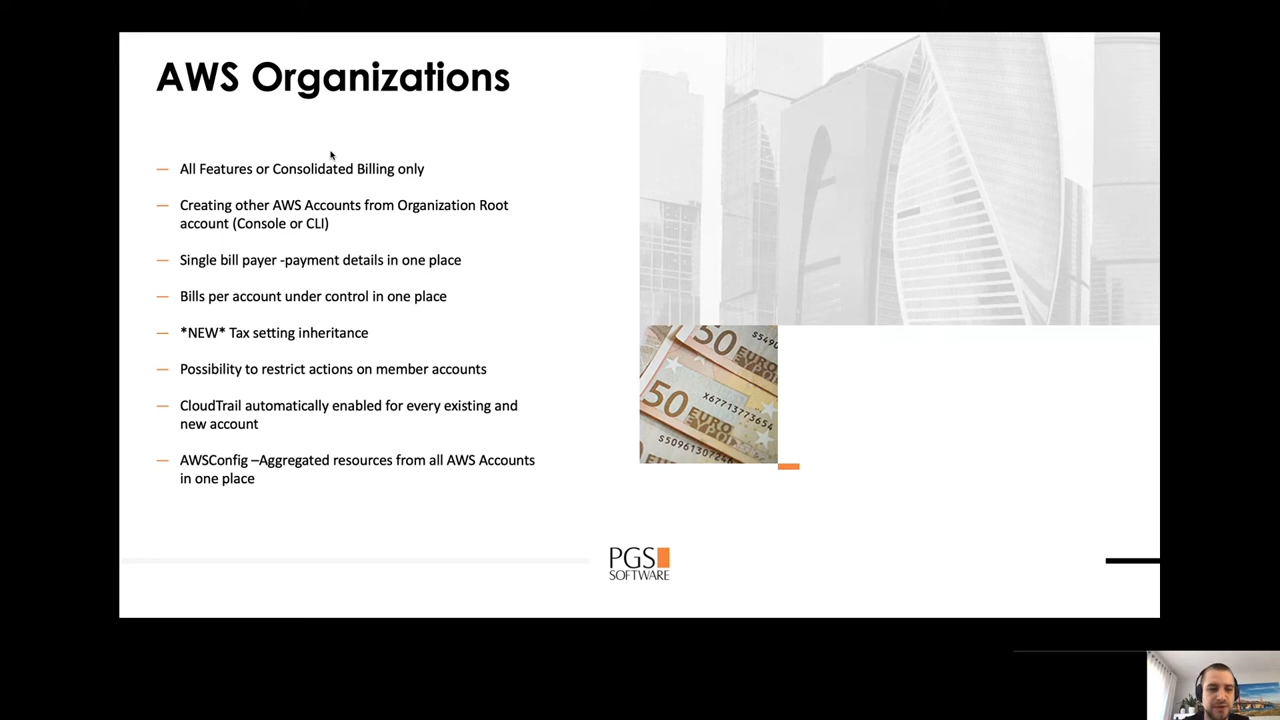 AWS Organizations
— All Features or Consolidated Billing only
— Creating other AWS Accounts from Organization Root
account (Console or CLI)
— Single bill payer -payment details in one place
— Bills per account under control in one place
— *NEW* Tax setting inheritance
— Possibility to restrict actions on member accounts
— CloudTrail automatically enabled for every existing and
new account
— AWSConfig –Aggregated resources from all AWS Accounts
in one place
50 EURO
X67713773654
50 EURO
PGS
SOFTWARE